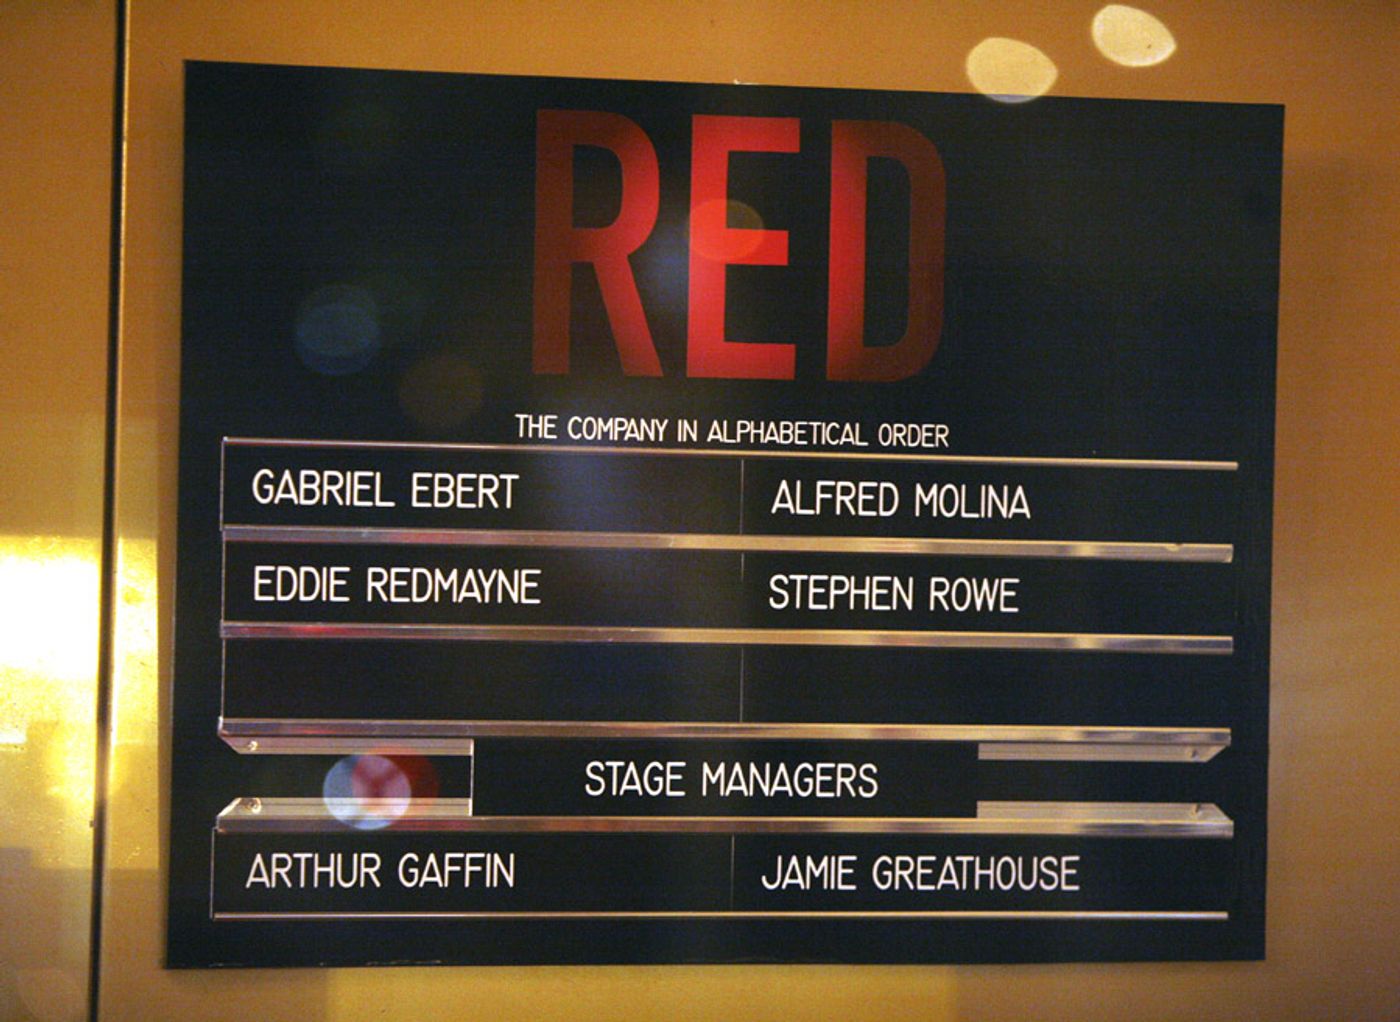 RED
THE COMPANY IN ALPHABETICAL ORDER
GABRIEL EBERT ALFRED MOLINA
EDDIE REDMAYNE STEPHEN ROWE
STAGE MANAGERS
ARTHUR GAFFIN JAMIE GREATHOUSE